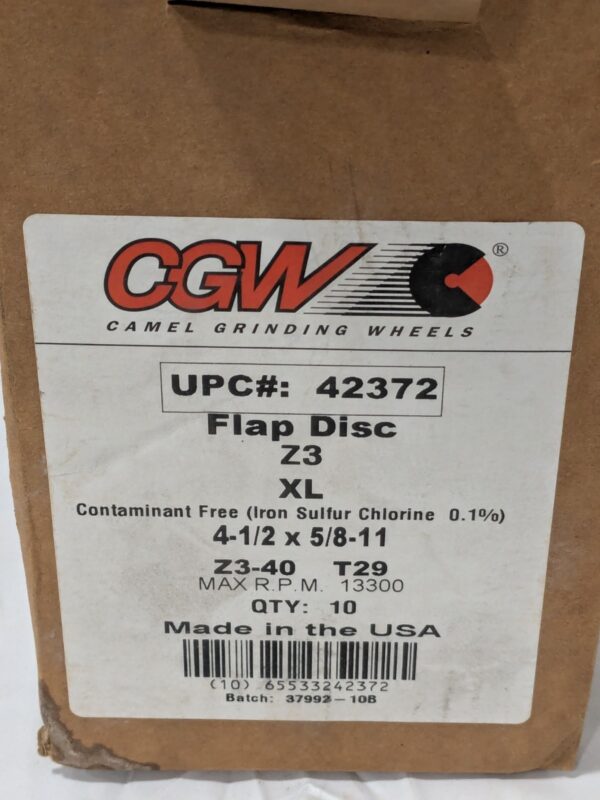 CGW ®
CAMEL GRINDING WHEELS
UPC#: 42372
Flap Disc
Z3
XL
Contaminant Free (Iron Sulfur Chlorine 0.1%)
4-1/2 x 5/8-11
Z3-40 T29
MAX R.P.M. 13300
QTY: 10
Made in the USA
(10) 65533242372
Batch: 37992-10B